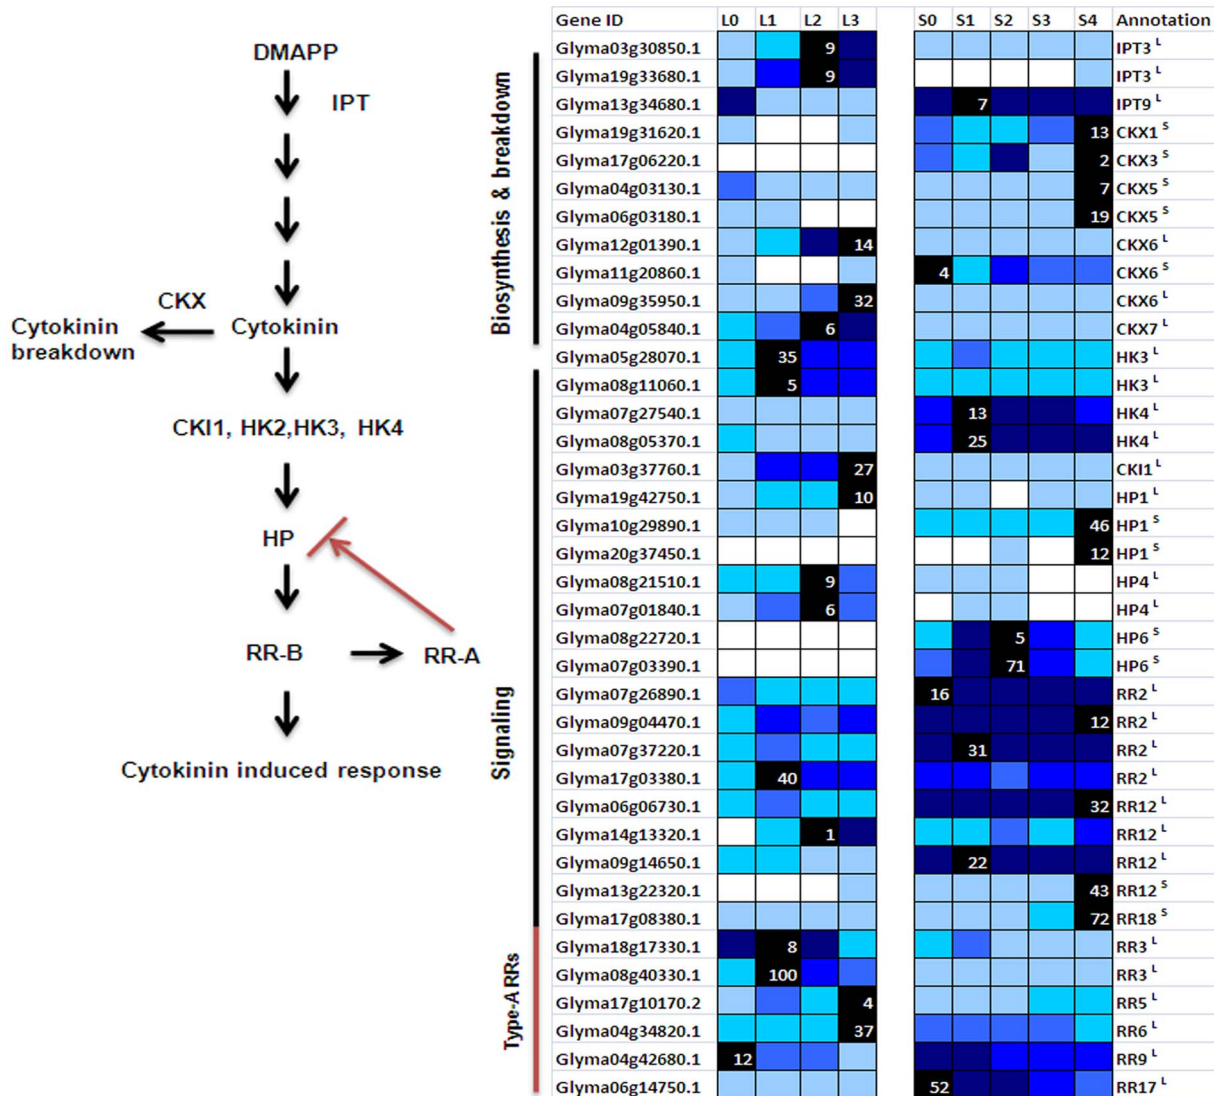 DMAPP
IPT
CKX
Cytokinin
Cytokinin
breakdown
CKI1, HK2,HK3, HK4
HP
RR-B
RR-A
Cytokinin induced response
Biosynthesis & breakdown
Signaling
Type-A RRs
Gene ID L0 L1 L2 L3 S0 S1 S2 S3 S4 Annotation
Glyma03g30850.1 9 IPT3 L
Glyma19g33680.1 9 IPT3 L
Glyma13g34680.1 7 IPT9 L
Glyma19g31620.1 13 CKX1 S
Glyma17g06220.1 2 CKX3 S
Glyma04g03130.1 7 CKX5 S
Glyma06g03180.1 19 CKX5 S
Glyma12g01390.1 14 CKX6 L
Glyma11g20860.1 4 CKX6 S
Glyma09g35950.1 32 CKX6 L
Glyma04g05840.1 6 CKX7 L
Glyma05g28070.1 35 HK3 L
Glyma08g11060.1 5 HK3 L
Glyma07g27540.1 13 HK4 L
Glyma08g05370.1 25 HK4 L
Glyma03g37760.1 27 CKI1 L
Glyma19g42750.1 10 HP1 L
Glyma10g29890.1 46 HP1 S
Glyma20g37450.1 12 HP1 S
Glyma08g21510.1 9 HP4 L
Glyma07g01840.1 6 HP4 L
Glyma08g22720.1 5 HP6 S
Glyma07g03390.1 71 HP6 S
Glyma07g26890.1 16 RR2 L
Glyma09g04470.1 12 RR2 L
Glyma07g37220.1 31 RR2 L
Glyma17g03380.1 40 RR2 L
Glyma06g06730.1 32 RR12 L
Glyma14g13320.1 1 RR12 L
Glyma09g14650.1 22 RR12 L
Glyma13g22320.1 43 RR12 S
Glyma17g08380.1 72 RR18 S
Glyma18g17330.1 8 RR3 L
Glyma08g40330.1 100 RR3 L
Glyma17g10170.2 4 RR5 L
Glyma04g34820.1 37 RR6 L
Glyma04g42680.1 12 RR9 L
Glyma06g14750.1 52 RR17 L